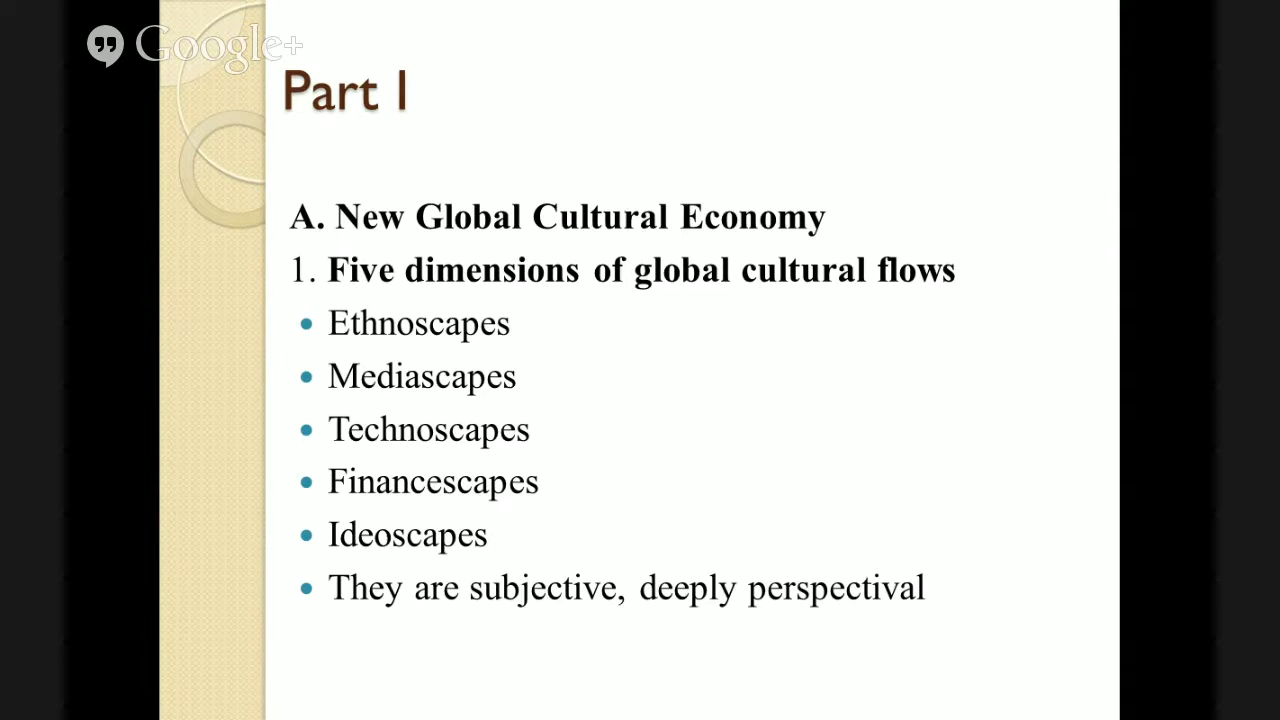 Google+
Part I
A. New Global Cultural Economy
1. Five dimensions of global cultural flows
• Ethnoscapes
• Mediascapes
• Technoscapes
• Financescapes
• Ideoscapes
• They are subjective, deeply perspectival